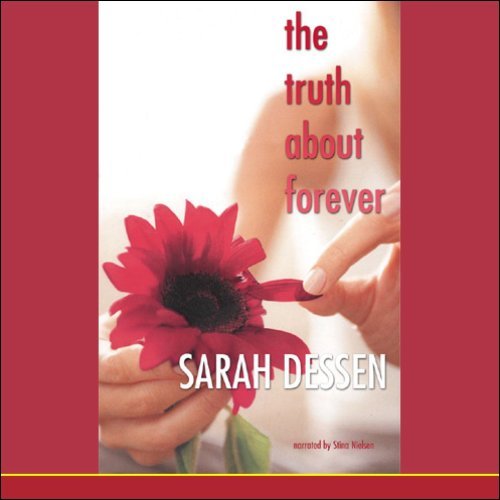 the
truth
about
forever
SARAH DESSEN
narrated by Stina Nielsen